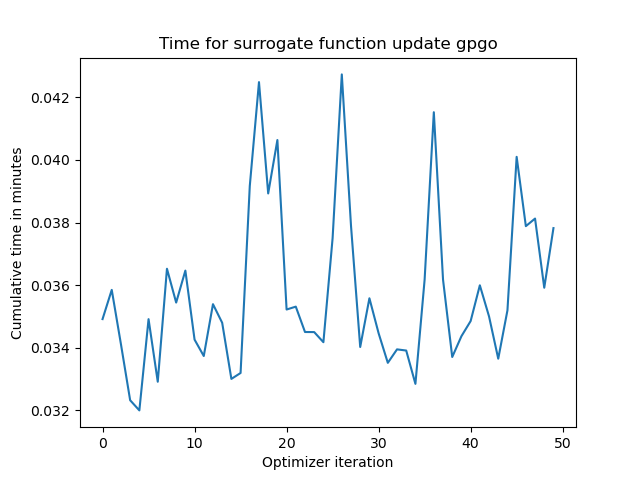 Time for surrogate function update gpgo
Cumulative time in minutes
0.042
0.040
0.038
0.036
0.034
0.032
0 10 20 30 40 50
Optimizer iteration